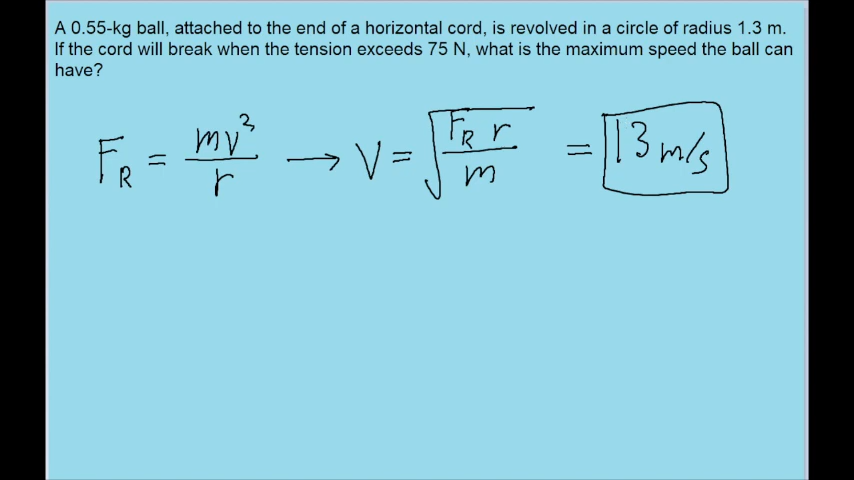 A 0.55-kg ball, attached to the end of a horizontal cord, is revolved in a circle of radius 1.3 m.
If the cord will break when the tension exceeds 75 N, what is the maximum speed the ball can
have?
F_R = mv²/r → V = √(F_R r/m) = 13 m/s